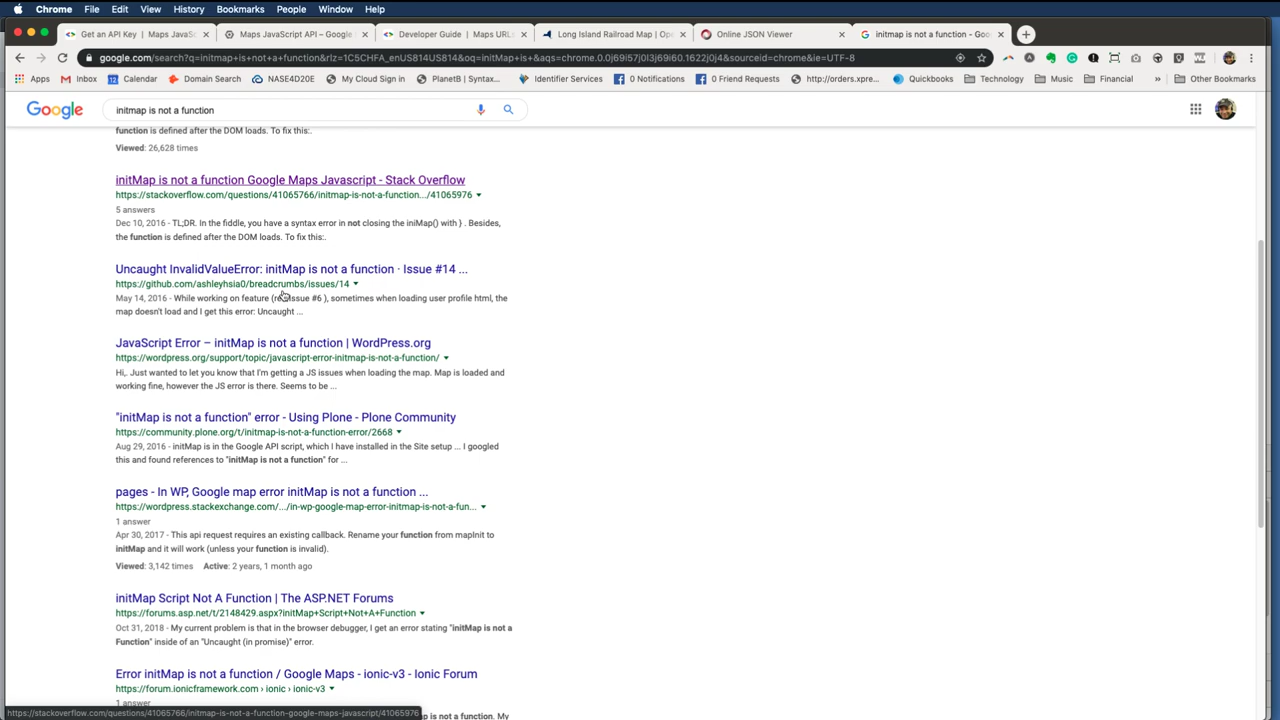 Chrome File Edit View History Bookmarks People Window Help
Get an API Key | Maps JavaS
Maps JavaScript API – Google
Developer Guide | Maps URLs
Long Island Railroad Map | Ope
Online JSON Viewer
initmap is not a function - Goo
google.com/search?q=initmap+is+not+a+function&rlz=1C5CHFA_enUS814US814&oq=initmap+is+&aqs=chrome.0.0j69i57j0l3j69i60.1622j0j4&sourceid=chrome&ie=UTF-8
Apps Inbox Calendar Domain Search NASE4D20E My Cloud Sign in PlanetB | Syntax... Identifier Services 0 Notifications 0 Friend Requests http://orders.xpre... Quickbooks Technology Music Financial » Other Bookmarks
Google
initmap is not a function
function is defined after the DOM loads. To fix this:.
Viewed: 26,628 times
initMap is not a function Google Maps Javascript - Stack Overflow
https://stackoverflow.com/questions/41065766/initmap-is-not-a-function.../41065976
5 answers
Dec 10, 2016 - TL;DR. In the fiddle, you have a syntax error in not closing the iniMap() with } . Besides,
the function is defined after the DOM loads. To fix this:.
Uncaught InvalidValueError: initMap is not a function · Issue #14 ...
https://github.com/ashleyhsia0/breadcrumbs/issues/14
May 14, 2016 - While working on feature (re issue #6 ), sometimes when loading user profile html, the
map doesn't load and I get this error: Uncaught ...
JavaScript Error – initMap is not a function | WordPress.org
https://wordpress.org/support/topic/javascript-error-initmap-is-not-a-function/
Hi,. Just wanted to let you know that I'm getting a JS issues when loading the map. Map is loaded and
working fine, however the JS error is there. Seems to be ...
"initMap is not a function" error - Using Plone - Plone Community
https://community.plone.org/t/initmap-is-not-a-function-error/2668
Aug 29, 2016 - initMap is in the Google API script, which I have installed in the Site setup ... I googled
this and found references to "initMap is not a function" for ...
pages - In WP, Google map error initMap is not a function ...
https://wordpress.stackexchange.com/.../in-wp-google-map-error-initmap-is-not-a-fun...
1 answer
Apr 30, 2017 - This api request requires an existing callback. Rename your function from mapInit to
initMap and it will work (unless your function is invalid).
Viewed: 3,142 times Active: 2 years, 1 month ago
initMap Script Not A Function | The ASP.NET Forums
https://forums.asp.net/t/2148429.aspx?initMap+Script+Not+A+Function
Oct 31, 2018 - My current problem is that in the browser debugger, I get an error stating "initMap is not a
Function" inside of an "Uncaught (in promise)" error.
Error initMap is not a function / Google Maps - ionic-v3 - Ionic Forum
https://forum.ionicframework.com › ionic › ionic-v3
1 answer
https://stackoverflow.com/questions/41065766/initmap-is-not-a-function-google-maps-javascript/41065976
map is not a function". My